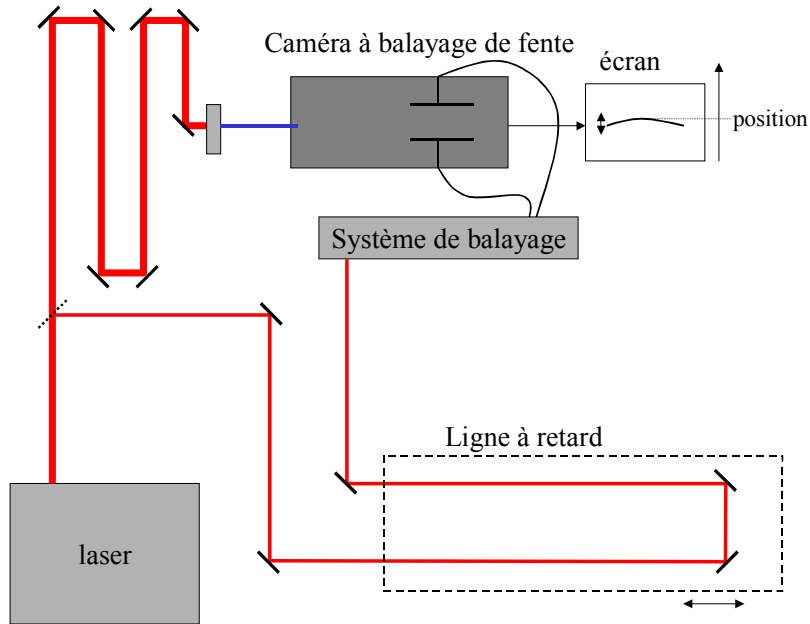 Caméra à balayage de fente
écran
position
Système de balayage
Ligne à retard
laser